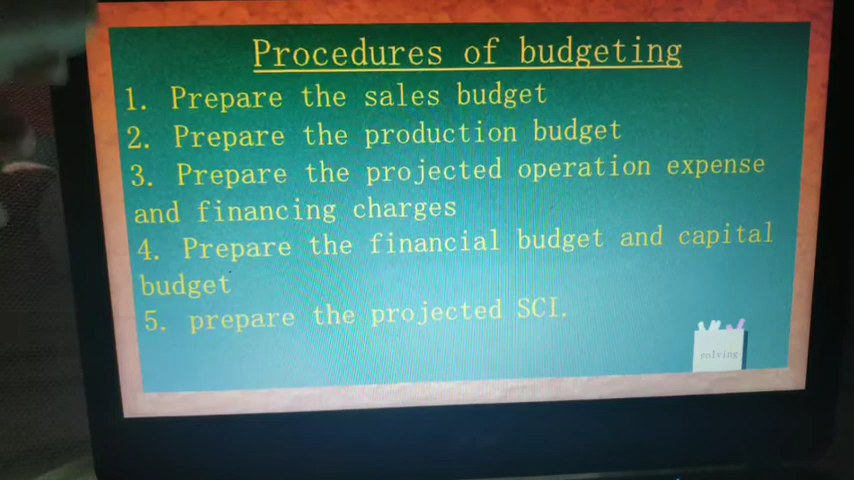 Procedures of budgeting
1. Prepare the sales budget
2. Prepare the production budget
3. Prepare the projected operation expense
and financing charges
4. Prepare the financial budget and capital
budget
5. prepare the projected SCI.